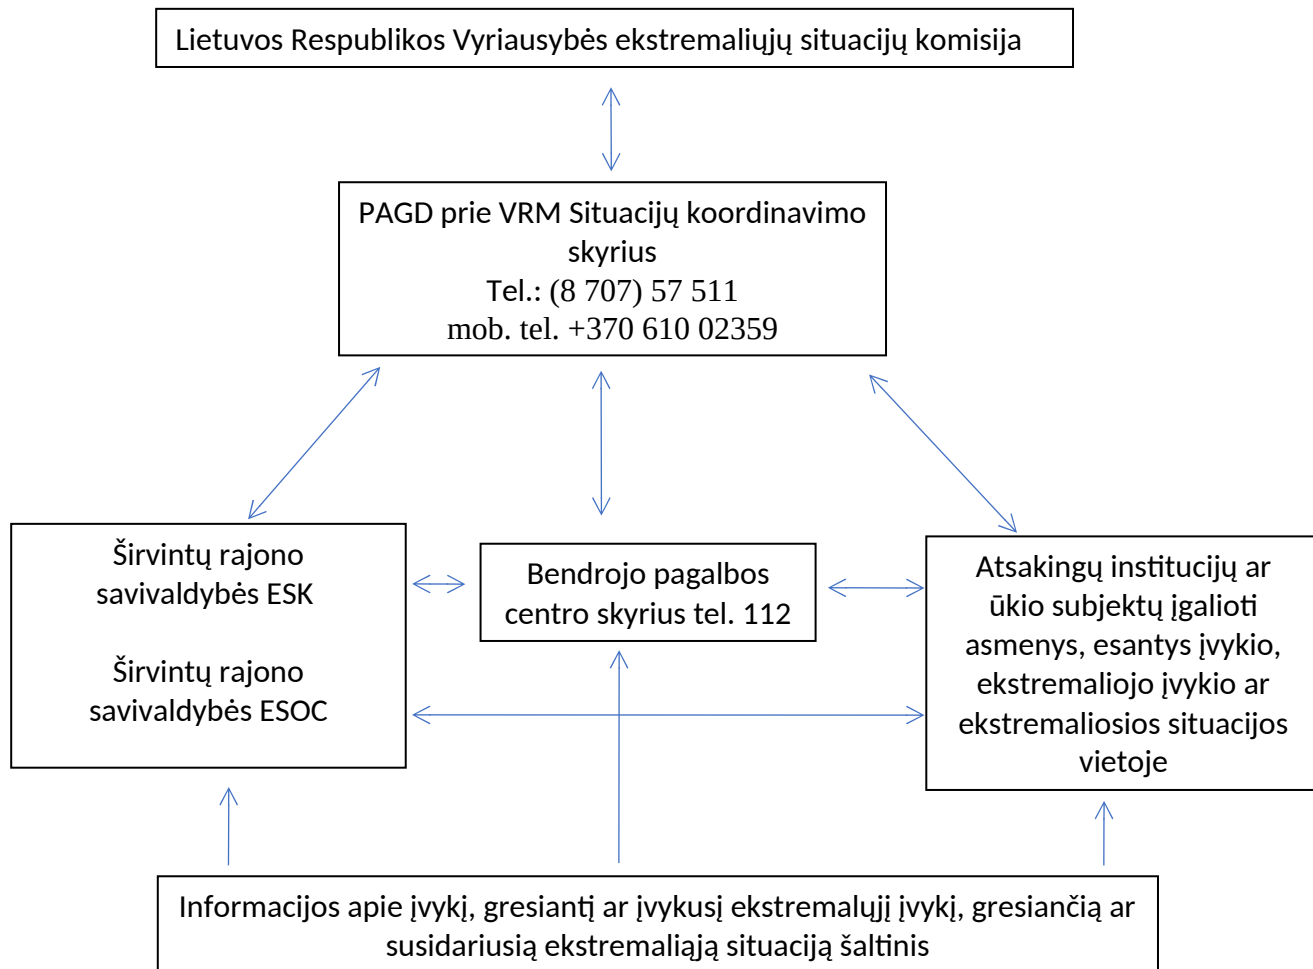 Lietuvos Respublikos Vyriausybės ekstremaliųjų situacijų komisija
PAGD prie VRM Situacijų koordinavimo
skyrius
Tel.: (8 707) 57 511
mob. tel. +370 610 02359
Širvintų rajono
savivaldybės ESK
Širvintų rajono
savivaldybės ESOC
Bendrojo pagalbos
centro skyrius tel. 112
Atsakingų institucijų ar
ūkio subjektų įgalioti
asmenys, esantys įvykio,
ekstremaliojo įvykio ar
ekstremaliosios situacijos
vietoje
Informacijos apie įvykį, gresiantį ar įvykusį ekstremalųjį įvykį, gresiančią ar
susidariusią ekstremaliąją situaciją šaltinis